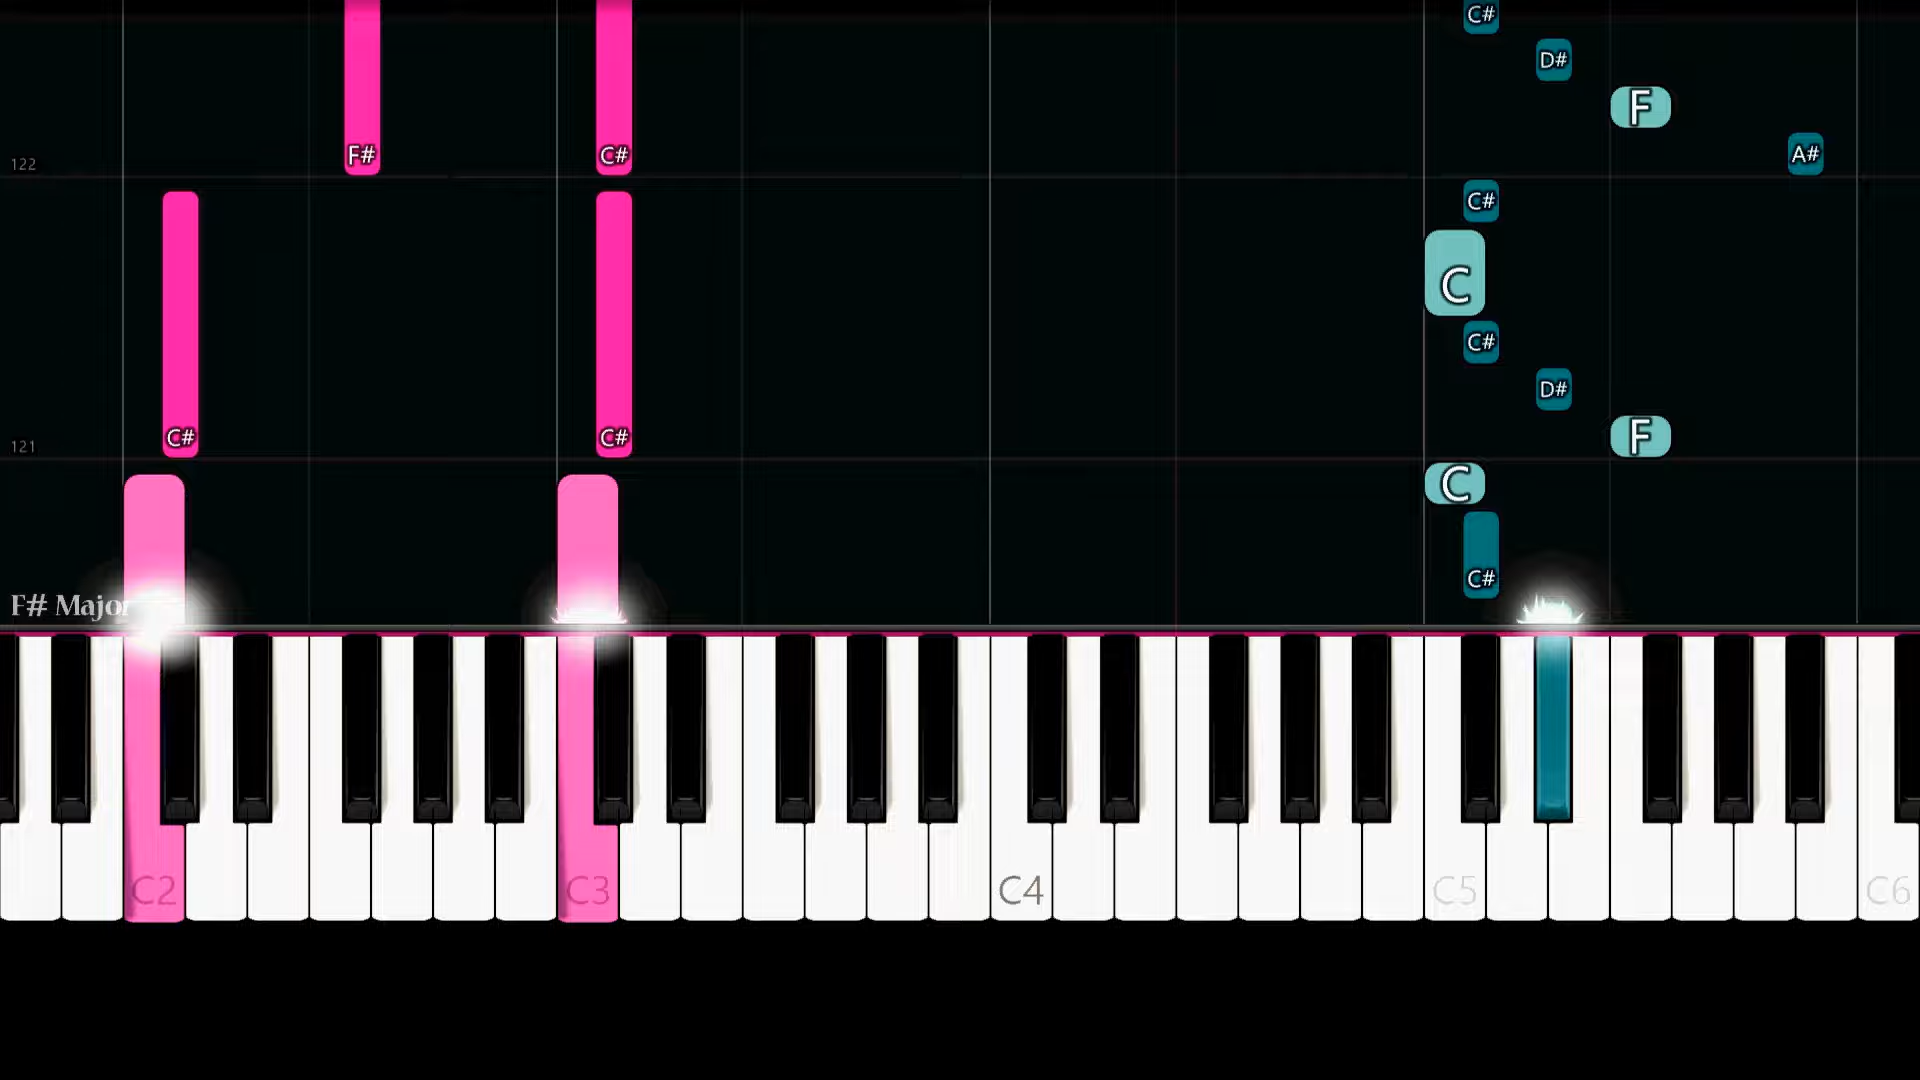 C#
D#
F
F# C# A#
122
C#
C
C#
D#
C# C# F
121
C
C#
F# Major
C2 C3 C4 C5 C6